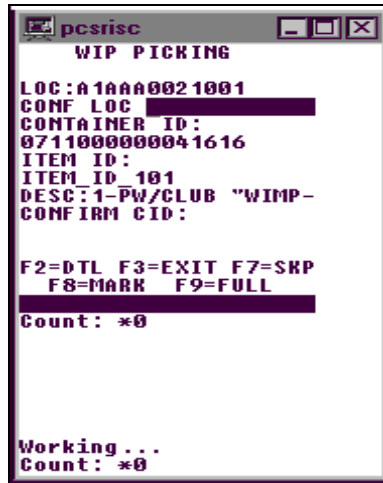 pcsrisc
WIP PICKING
LOC:A1AAA0021001
CONF LOC
CONTAINER ID:
0711000000041616
ITEM ID:
ITEM_ID_101
DESC:1-PW/CLUB "WIMP-
CONFIRM CID:
F2=DTL F3=EXIT F7=SKP
F8=MARK F9=FULL
Count: *0
Working...
Count: *0